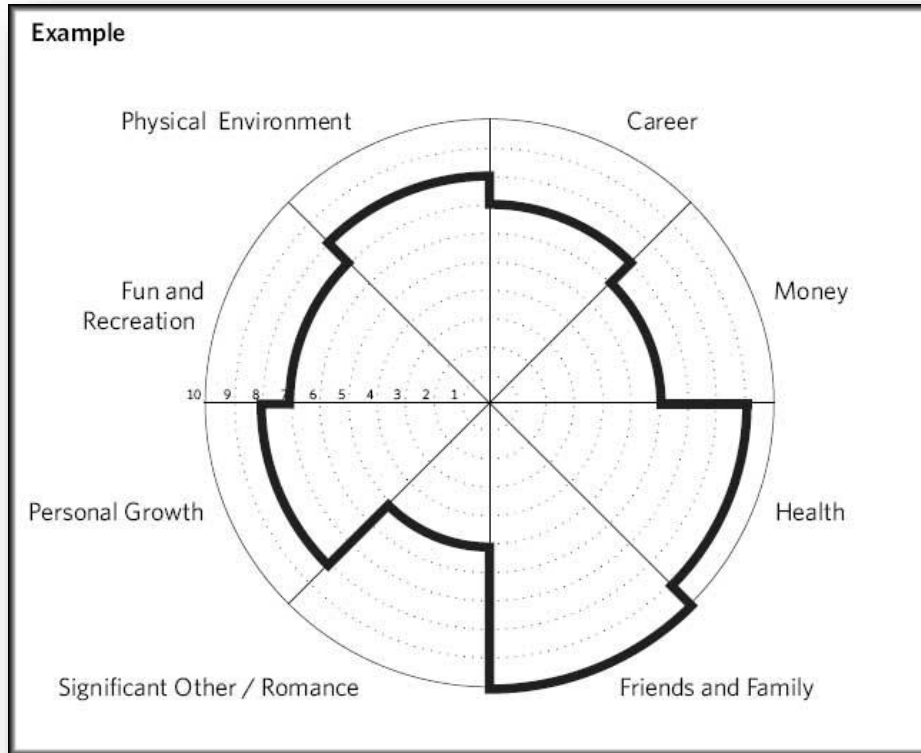 Example
Physical Environment
Career
Fun and
Recreation
Money
10 9 8 7 6 5 4 3 2 1
Personal Growth
Health
Significant Other / Romance
Friends and Family